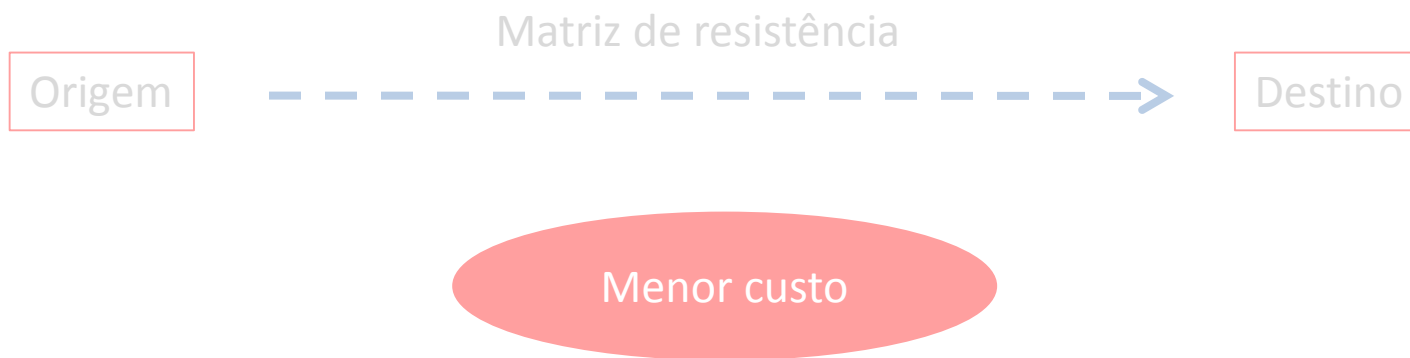 Matriz de resistência
Origem
Destino
Menor custo